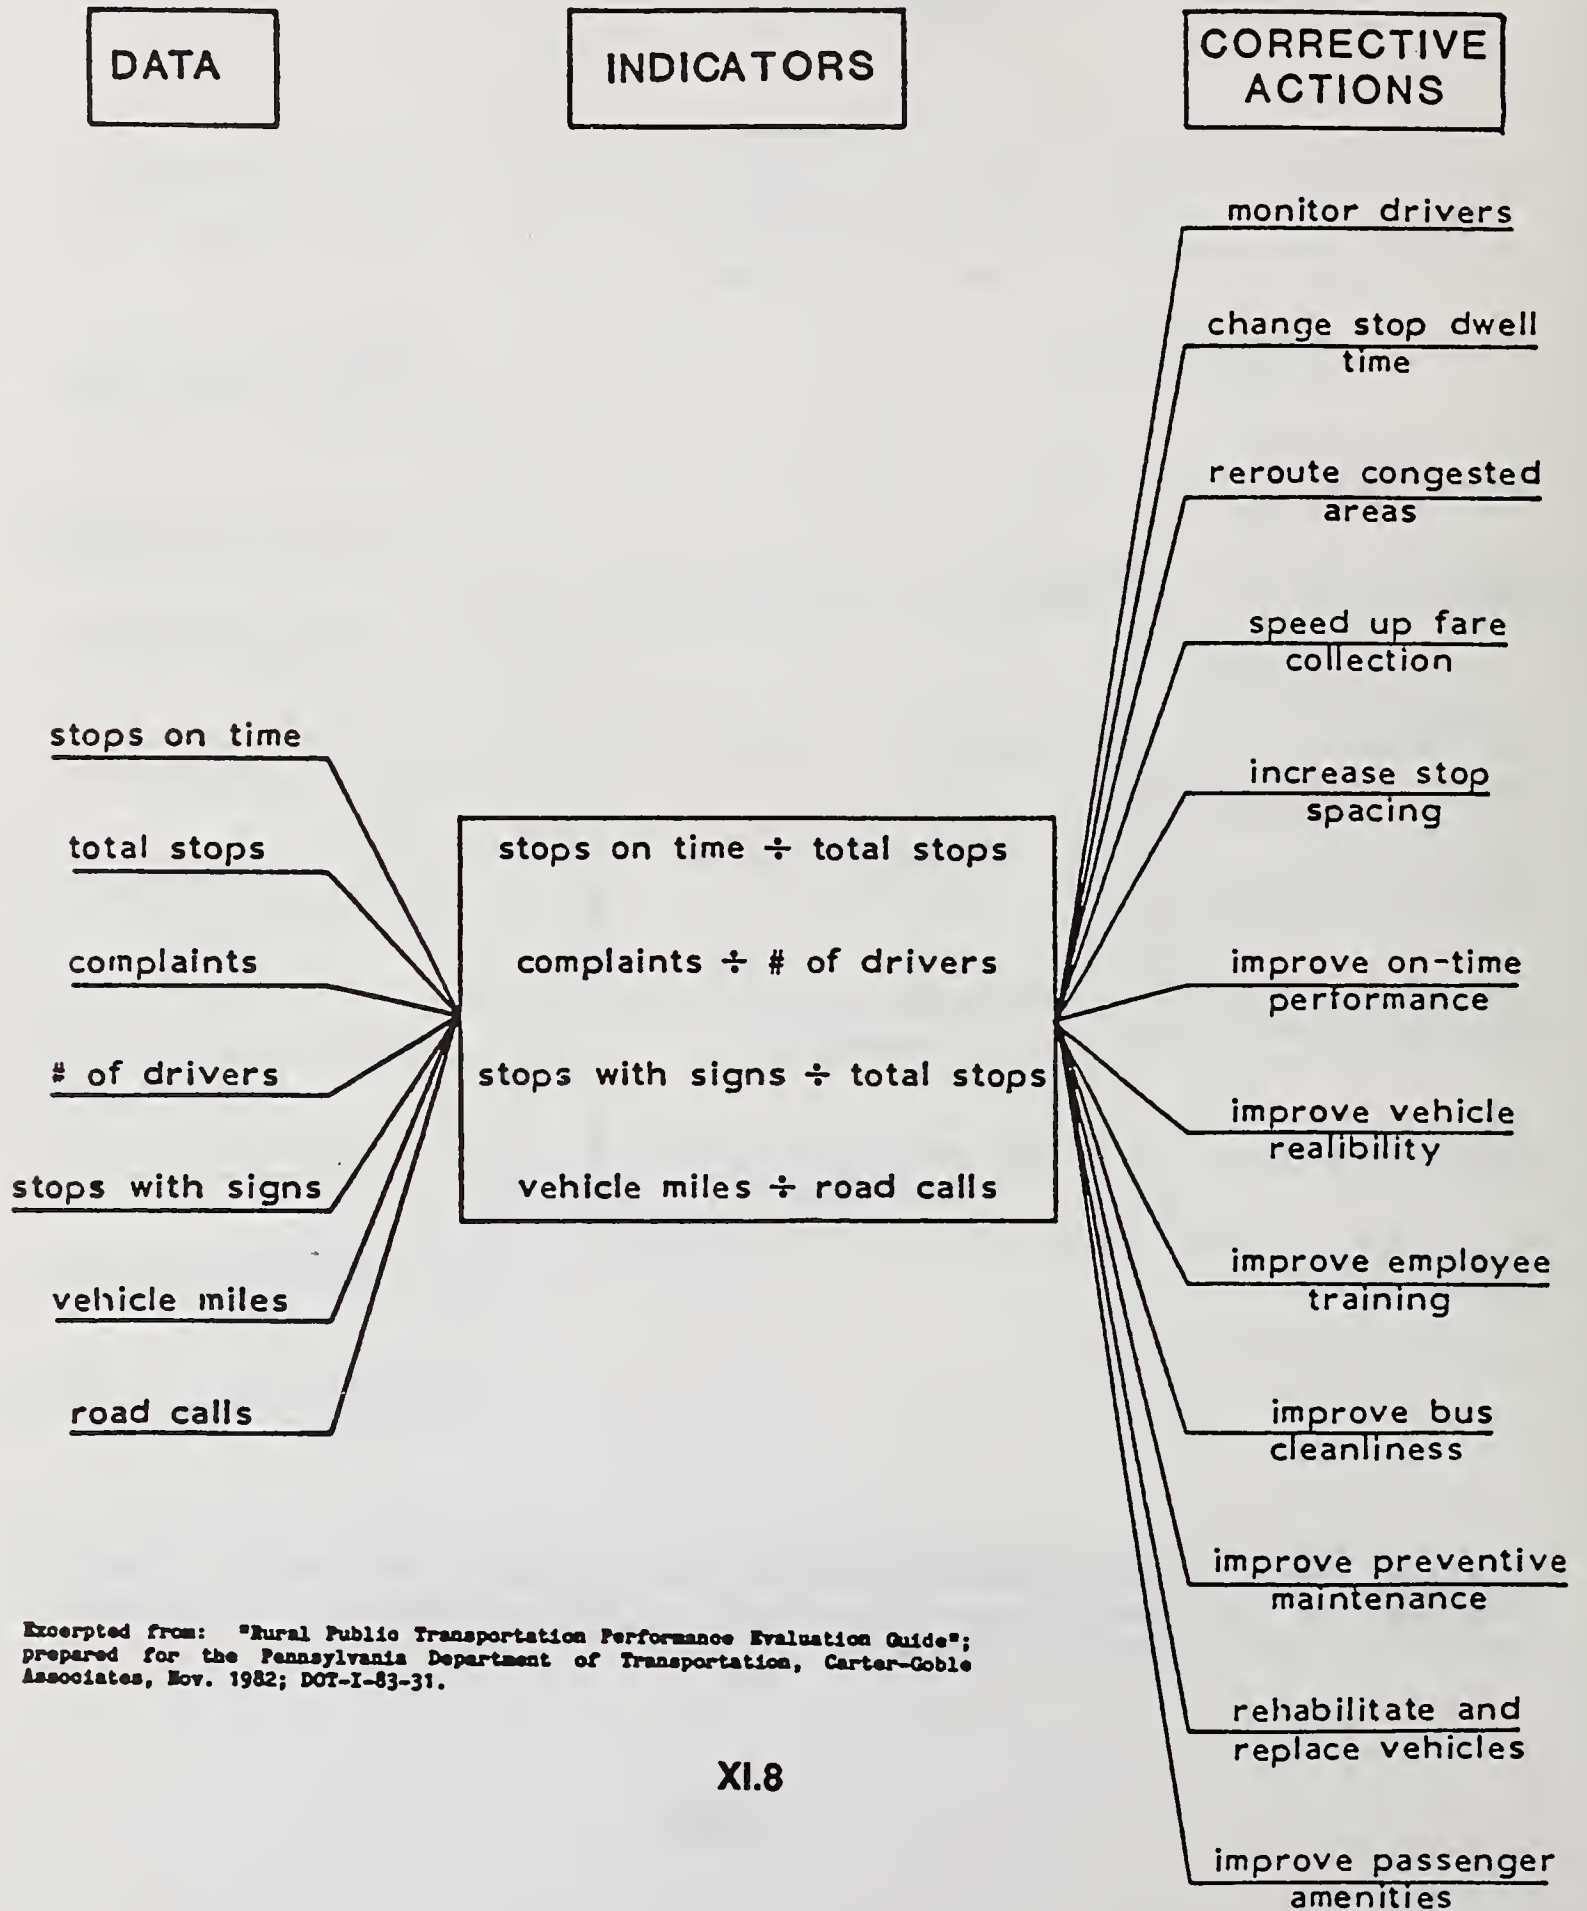 DATA
INDICATORS
CORRECTIVE
ACTIONS
stops on time
total stops
complaints
# of drivers
stops with signs
vehicle miles
road calls
stops on time ÷ total stops
complaints ÷ # of drivers
stops with signs ÷ total stops
vehicle miles ÷ road calls
monitor drivers
change stop dwell
time
reroute congested
areas
speed up fare
collection
increase stop
spacing
improve on-time
performance
improve vehicle
realibility
improve employee
training
improve bus
cleanliness
improve preventive
maintenance
rehabilitate and
replace vehicles
improve passenger
amenities
Excerpted from: "Rural Public Transportation Performance Evaluation Guide";
prepared for the Pennsylvania Department of Transportation, Carter-Goble
Associates, Nov. 1982; DOT-I-83-31.
XI.8